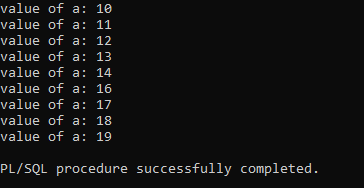 value of a: 10
value of a: 11
value of a: 12
value of a: 13
value of a: 14
value of a: 16
value of a: 17
value of a: 18
value of a: 19
PL/SQL procedure successfully completed.